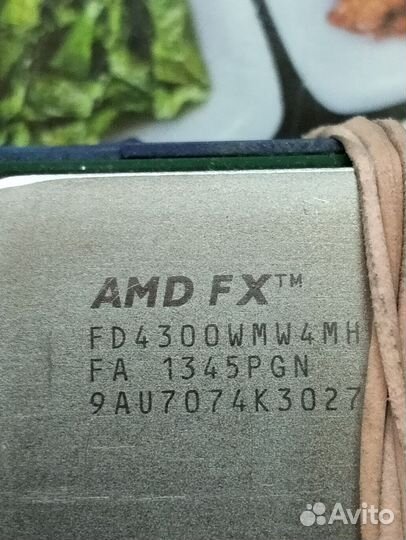 AMD FX™
FD4300WMW4MH
FA 1345PGN
9AU7074K3027
Avito